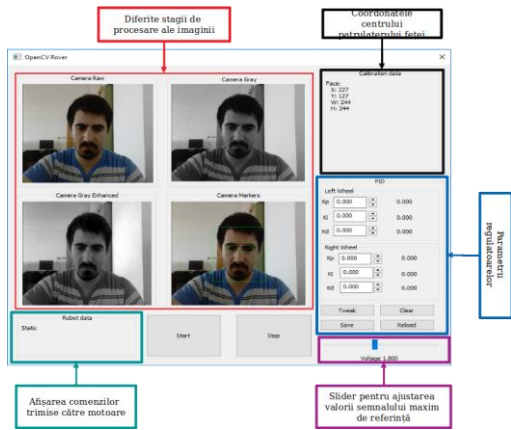 Diferite stagii de
procesare ale imaginii
Coordonatele
centrului
patrulaterului fetei
OpenCV Rover
Camera Raw
Camera Gray
Calibration data
Face:
X: 227
Y: 127
W: 244
H: 244
Camera Gray Enhanced
Camera Markers
PID
Left Wheel
Kp 0.000 0.000
Ki 0.000 0.000
Kd 0.000 0.000
Right Wheel
Kp 0.000 0.000
Ki 0.000 0.000
Kd 0.000 0.000
Tweak Clear
Save Reload
Parametrii
regulatoarelor
Robot data
Static
Start
Stop
Voltage 1.800
Afișarea comenzilor
trimise către motoare
Slider pentru ajustarea
valorii semnalului maxim
de referință